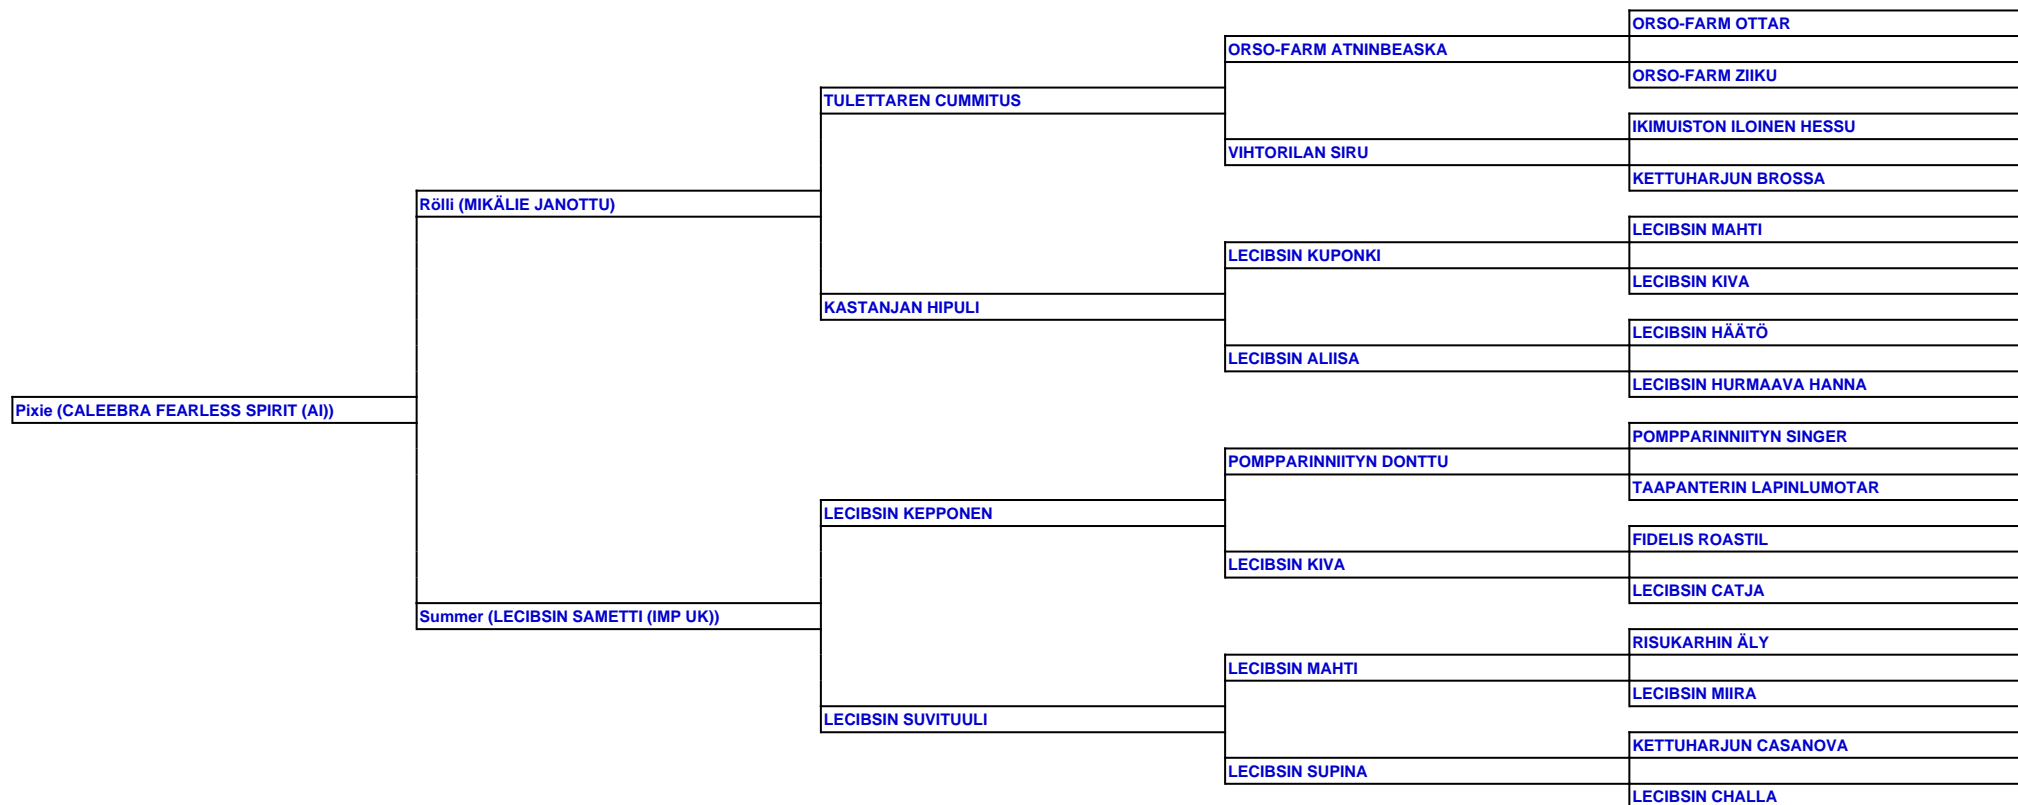 ORSO-FARM OTTAR
ORSO-FARM ATNINBEASKA
ORSO-FARM ZIIKU
TULETTAREN CUMMITUS
IKIMUISTON ILOINEN HESSU
VIHTORILAN SIRU
KETTUHARJUN BROSSA
Rölli (MIKÄLIE JANOTTU)
LECIBSIN MAHTI
LECIBSIN KUPONKI
LECIBSIN KIVA
KASTANJAN HIPULI
LECIBSIN HÄÄTÖ
LECIBSIN ALIISA
LECIBSIN HURMAAVA HANNA
Pixie (CALEEBRA FEARLESS SPIRIT (AI))
POMPPARINNIITYN SINGER
POMPPARINNIITYN DONTTU
TAAPANTERIN LAPINLUMOTAR
LECIBSIN KEPPONEN
FIDELIS ROASTIL
LECIBSIN KIVA
LECIBSIN CATJA
Summer (LECIBSIN SAMETTI (IMP UK))
RISUKARHIN ÄLY
LECIBSIN MAHTI
LECIBSIN MIIRA
LECIBSIN SUVITUULI
KETTUHARJUN CASANOVA
LECIBSIN SUPINA
LECIBSIN CHALLA